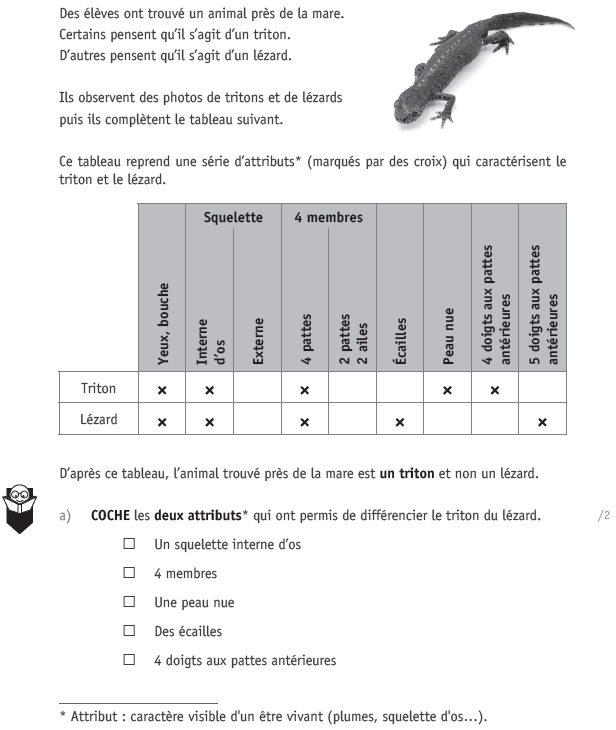 Des élèves ont trouvé un animal près de la mare.
Certains pensent qu'il s'agit d'un triton.
D'autres pensent qu'il s'agit d'un lézard.
Ils observent des photos de tritons et de lézards
puis ils complètent le tableau suivant.
Ce tableau reprend une série d'attributs* (marqués par des croix) qui caractérisent le
triton et le lézard.
Squelette 4 membres
Yeux, bouche
Interne
d'os
Externe
4 pattes
2 pattes
2 ailes
Écailles
Peau nue
4 doigts aux pattes
antérieures
5 doigts aux pattes
antérieures
Triton × × × × ×
Lézard × × × × ×
D'après ce tableau, l'animal trouvé près de la mare est un triton et non un lézard.
a) COCHE les deux attributs* qui ont permis de différencier le triton du lézard. /2
☐ Un squelette interne d'os
☐ 4 membres
☐ Une peau nue
☐ Des écailles
☐ 4 doigts aux pattes antérieures
* Attribut : caractère visible d'un être vivant (plumes, squelette d'os...).